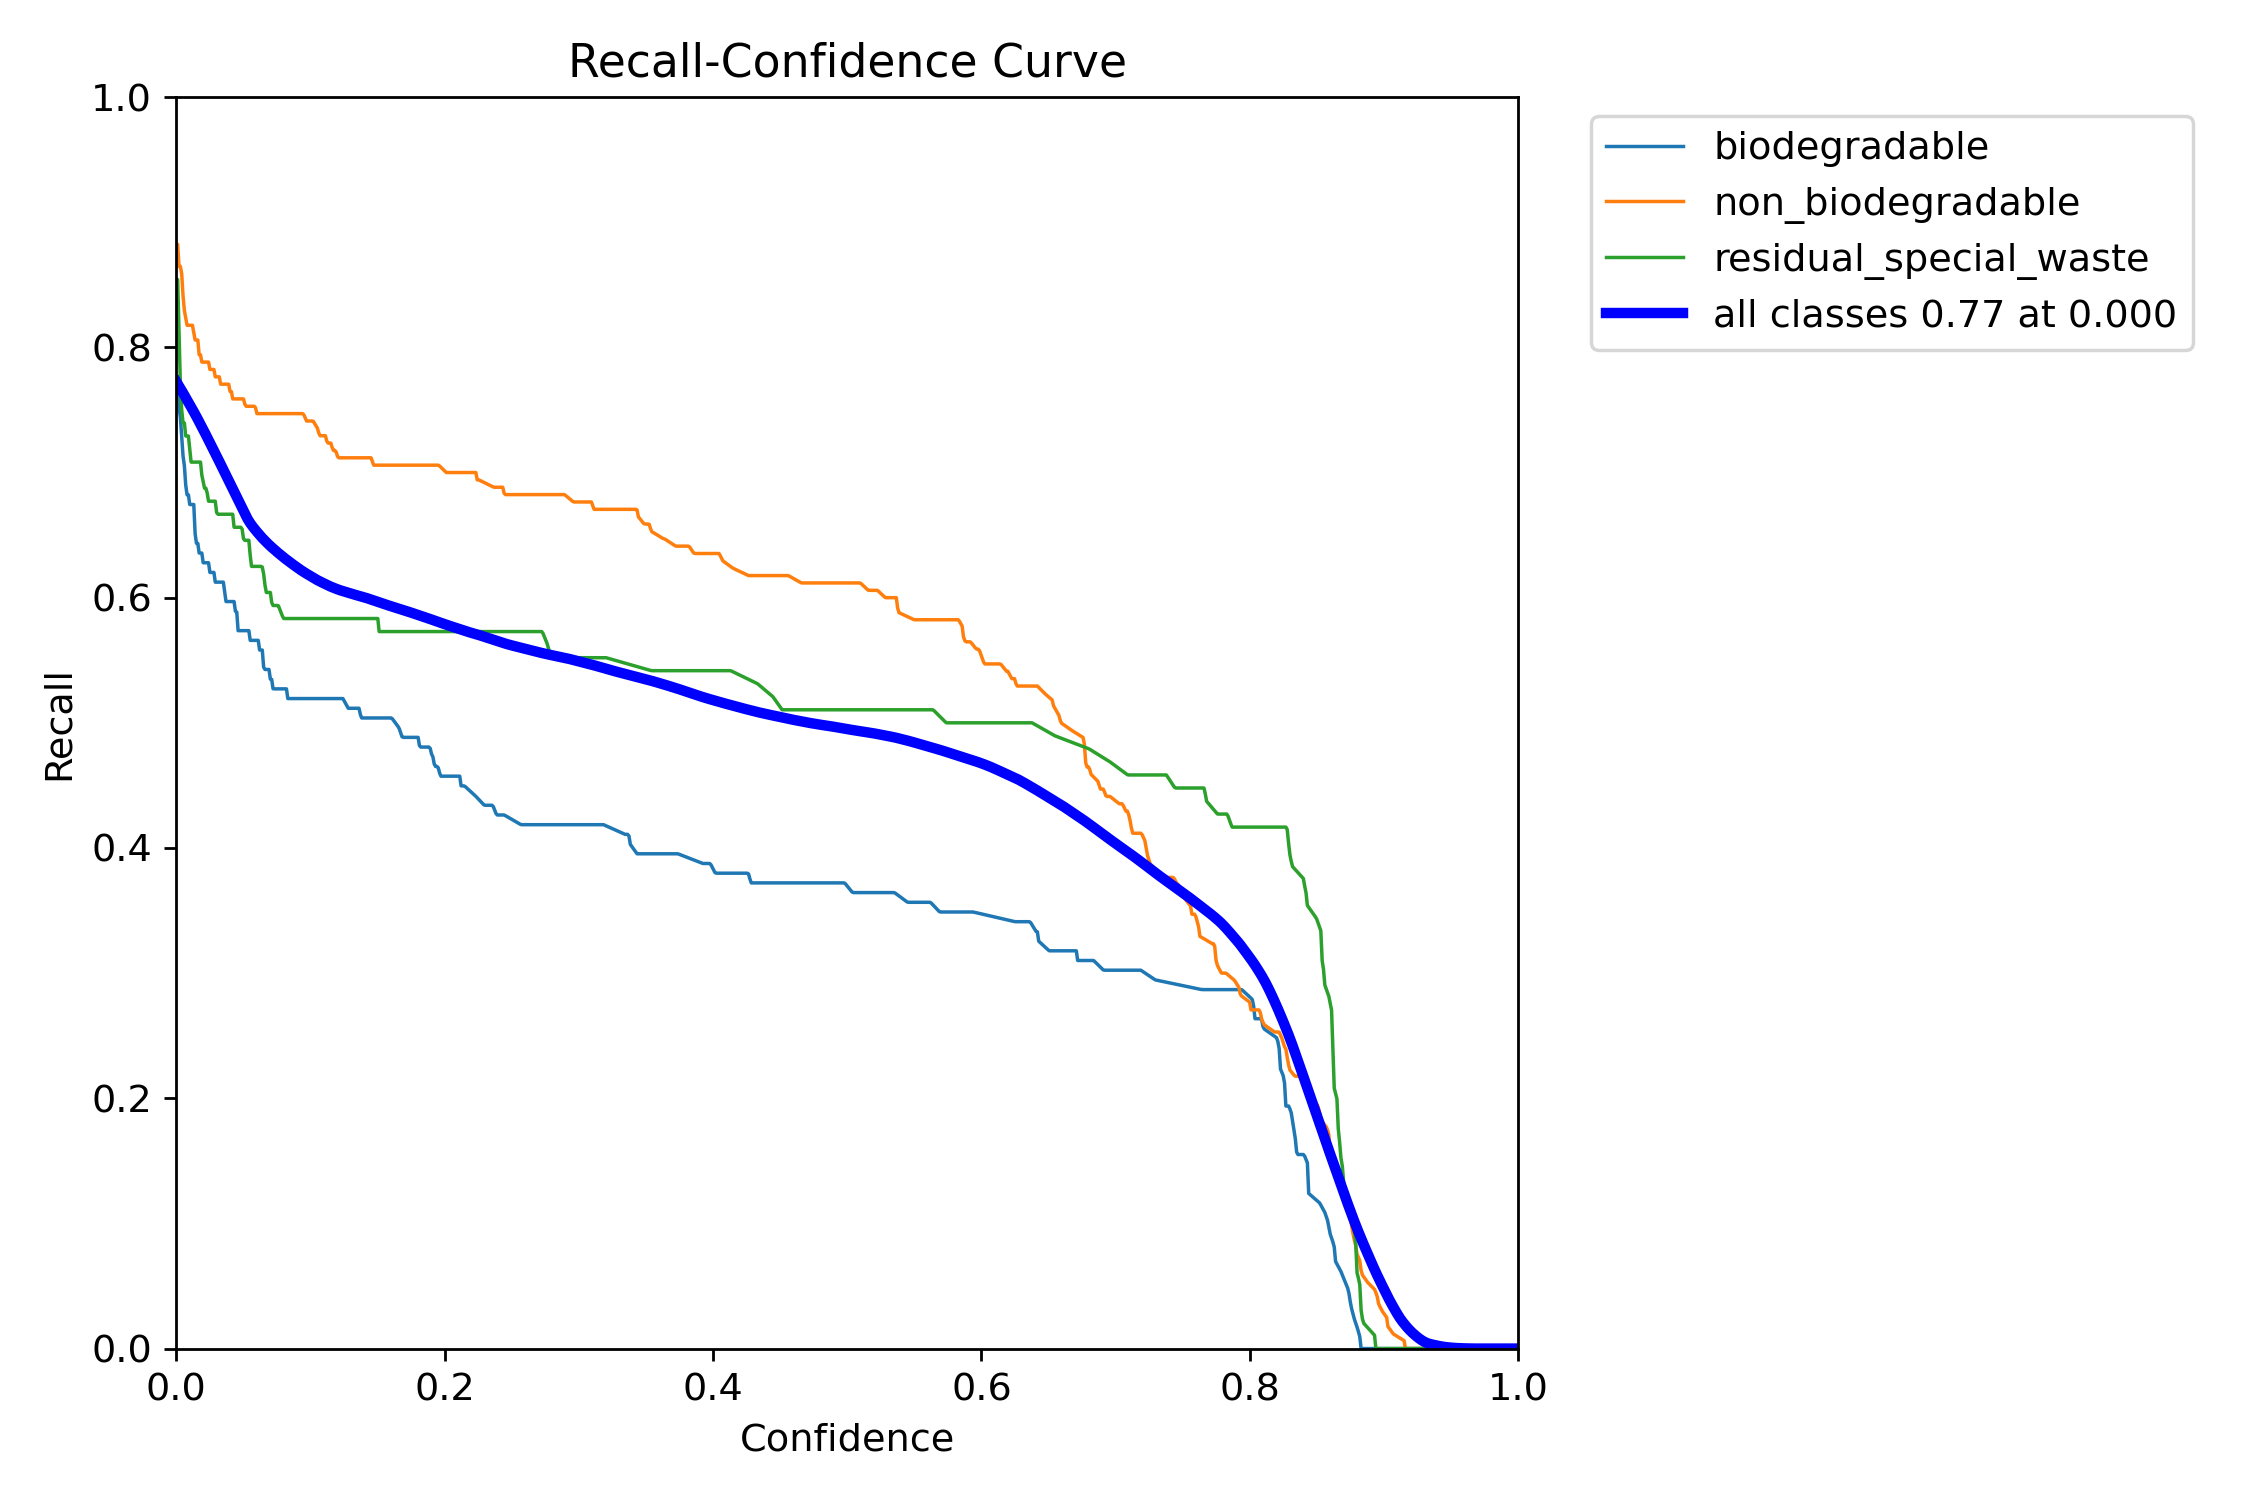 Recall-Confidence Curve
1.0
0.8
0.6
0.4
0.2
0.0
Recall
0.0 0.2 0.4 0.6 0.8 1.0
Confidence
biodegradable
non_biodegradable
residual_special_waste
all classes 0.77 at 0.000